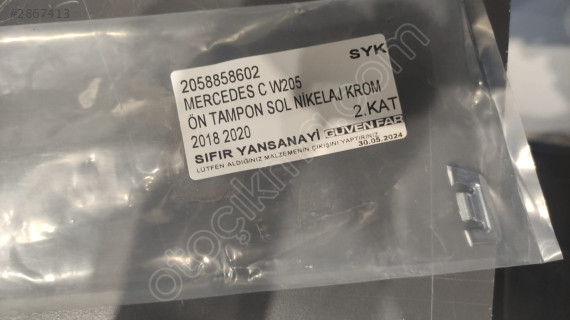 #2867413
SYK
2058858602
MERCEDES C W205
ÖN TAMPON SOL NİKELAJ KROM
2018 2020
2.KAT
SIFIR YANSANAYİ GÜVENFAR
LÜTFEN ALDIĞINIZ MALZEMENİN ÇIKIŞINI YAPTIRINIZ
30.05.2024